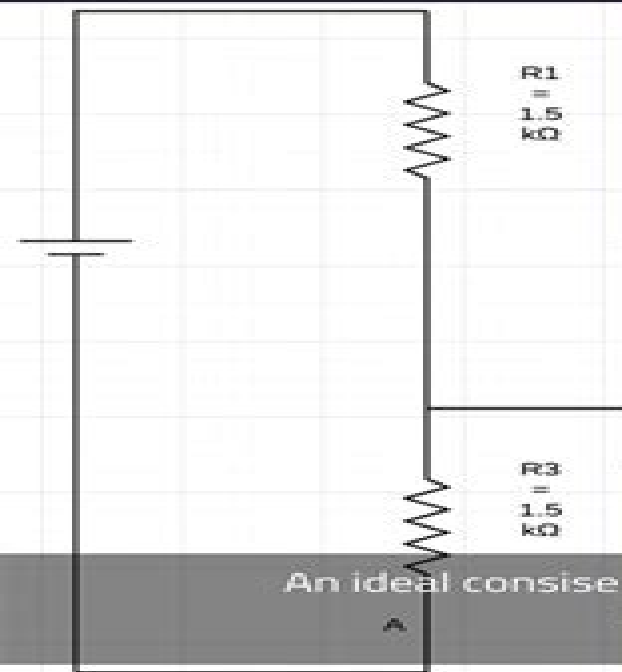 R1
=
1.5
kΩ
R3
=
1.5
kΩ
An ideal consise
A